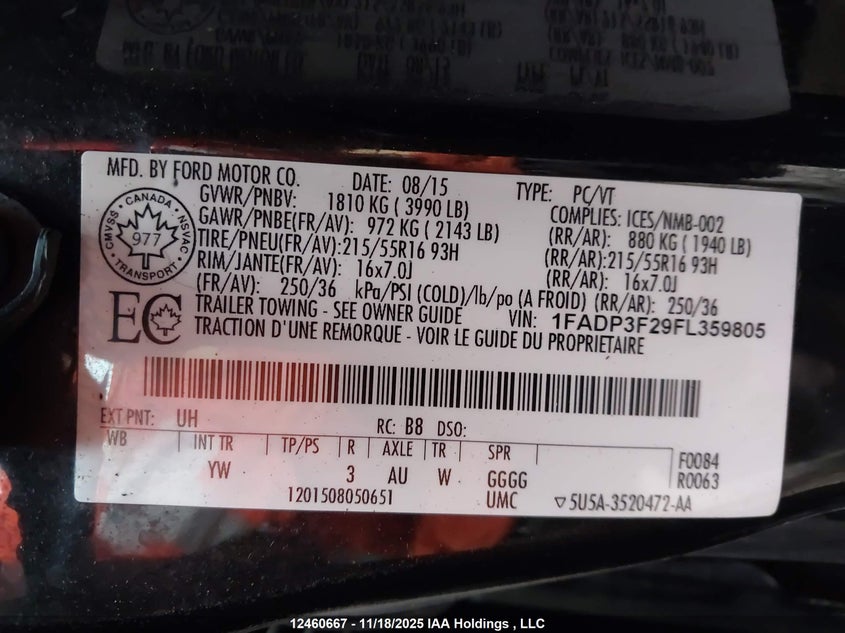 MFD. BY FORD MOTOR CO. DATE: 08/15 TYPE: PC/VT
GVWR/PNBV: 1810 KG ( 3990 LB) COMPLIES: ICES/NMB-002
GAWR/PNBE(FR/AV): 972 KG ( 2143 LB) (RR/AR): 880 KG ( 1940 LB)
TIRE/PNEU(FR/AV): 215/55R16 93H (RR/AR): 215/55R16 93H
RIM/JANTE(FR/AV): 16x7.0J (RR/AR): 16x7.0J
(FR/AV): 250/36 kPa/PSI (COLD)/lb/po (A FROID) (RR/AR): 250/36
TRAILER TOWING - SEE OWNER GUIDE VIN: 1FADP3F29FL359805
TRACTION D'UNE REMORQUE - VOIR LE GUIDE DU PROPRIETAIRE
CANADA
CMVSS 977 NSVAC
TRANSPORT
EC
EXT PNT: UH RC: B8 DSO:
WB INT TR TP/PS R AXLE TR SPR F0084
YW 3 AU W GGGG R0063
1201508050651 UMC ▽5U5A-3520472-AA
12460667 - 11/18/2025 IAA Holdings , LLC